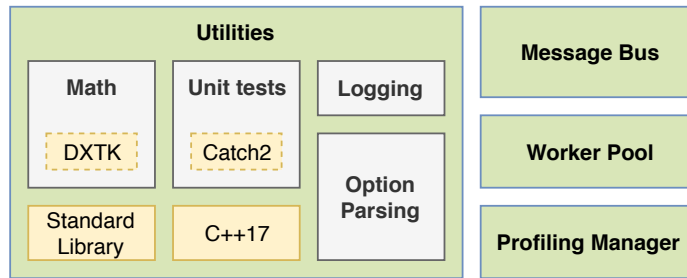 Utilities
Math
Unit tests
Logging
DXTK
Catch2
Option
Parsing
Standard
Library
C++17
Message Bus
Worker Pool
Profiling Manager